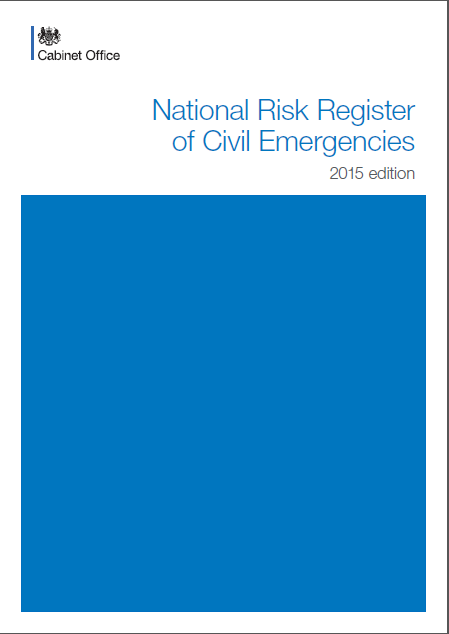 Cabinet Office
National Risk Register
of Civil Emergencies
2015 edition